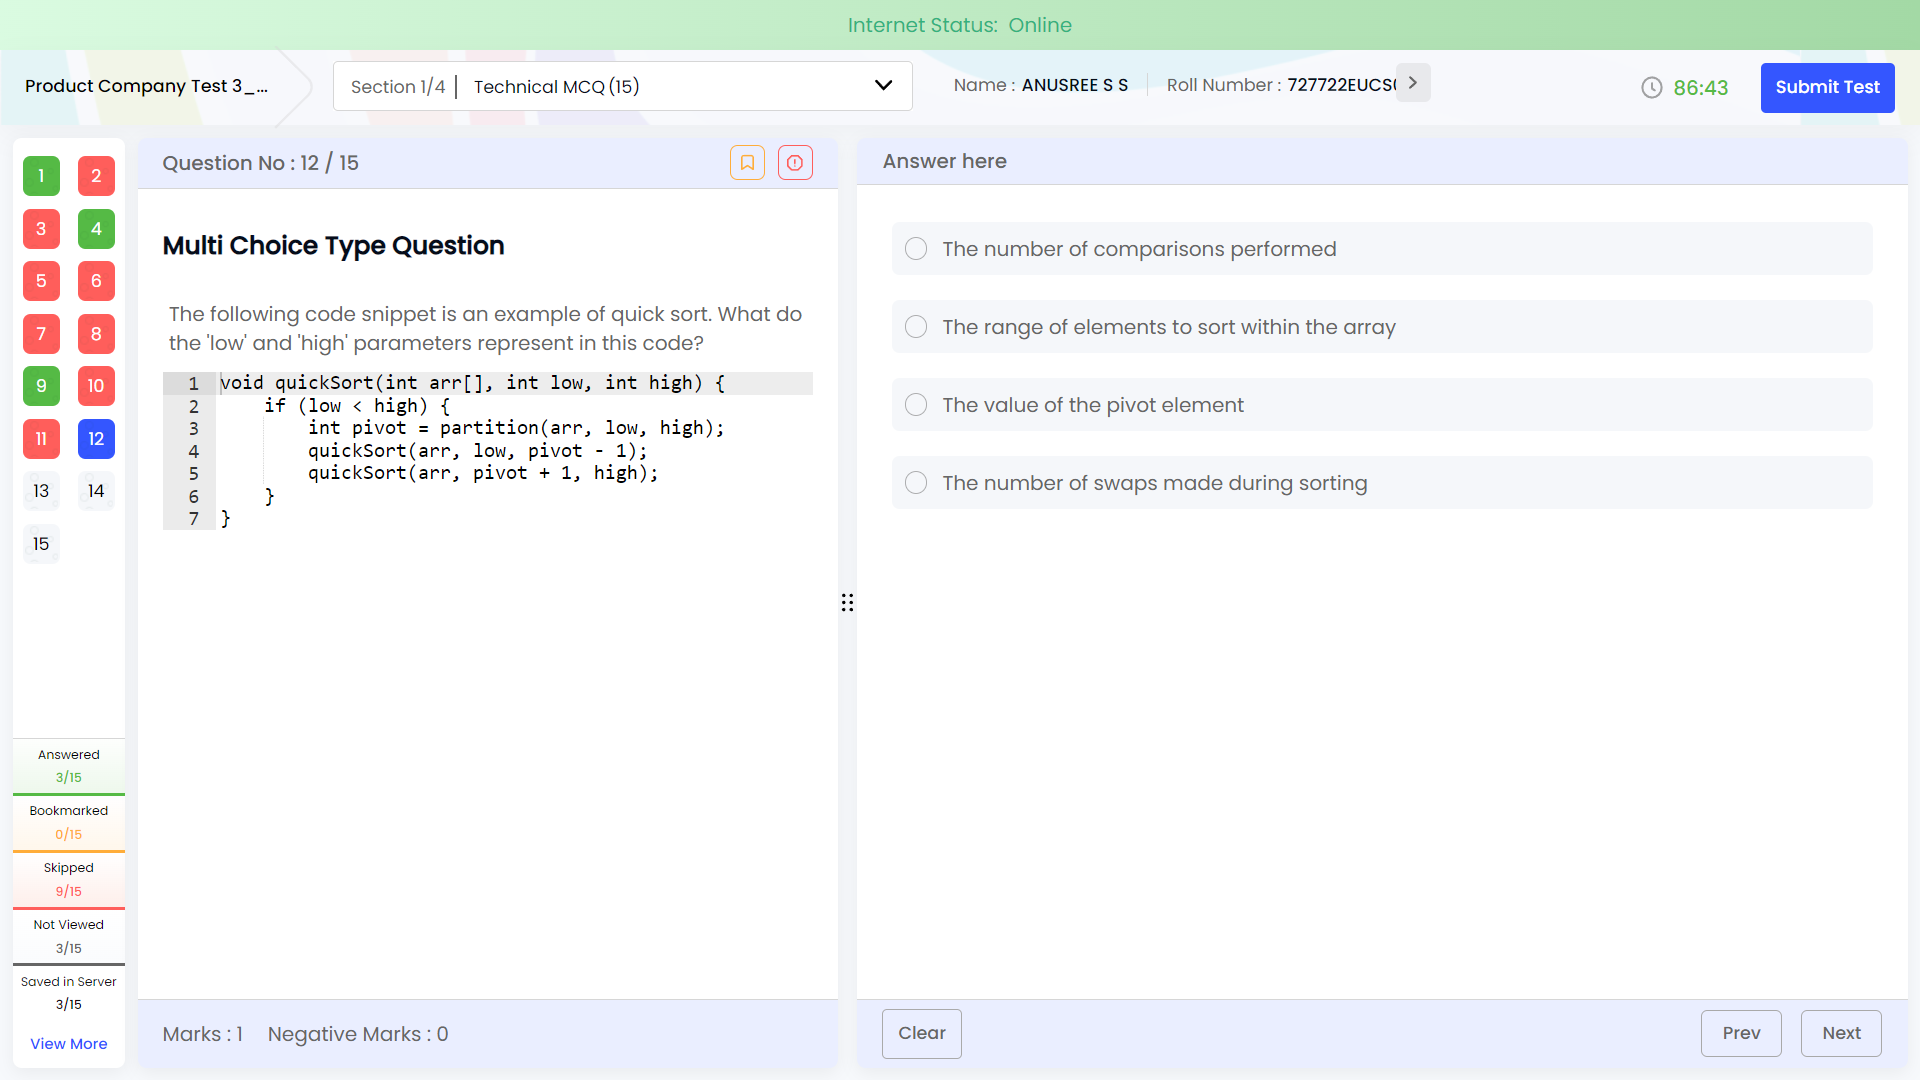 Internet Status: Online
Product Company Test 3_...
Section 1/4 | Technical MCQ (15)
Name : ANUSREE S S
Roll Number : 727722EUCS
86:43
Submit Test
1 2
3 4
5 6
7 8
9 10
11 12
13 14
15
Answered
3/15
Bookmarked
0/15
Skipped
9/15
Not Viewed
3/15
Saved in Server
3/15
View More
Question No : 12 / 15
Multi Choice Type Question
The following code snippet is an example of quick sort. What do
the 'low' and 'high' parameters represent in this code?
1 void quickSort(int arr[], int low, int high) {
2     if (low < high) {
3         int pivot = partition(arr, low, high);
4         quickSort(arr, low, pivot - 1);
5         quickSort(arr, pivot + 1, high);
6     }
7 }
Marks : 1 Negative Marks : 0
Answer here
The number of comparisons performed
The range of elements to sort within the array
The value of the pivot element
The number of swaps made during sorting
Clear
Prev
Next